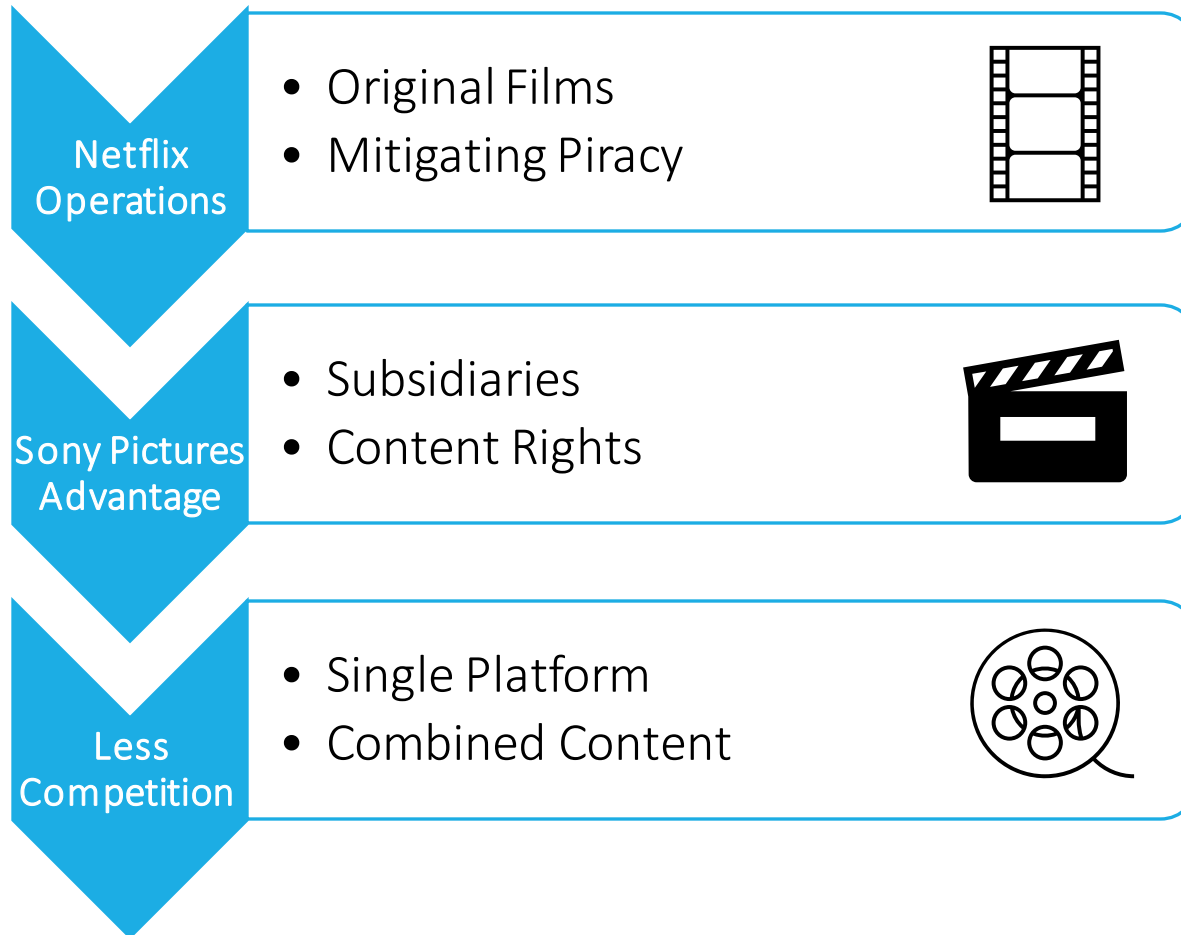 Netflix
Operations
• Original Films
• Mitigating Piracy
Sony Pictures
Advantage
• Subsidiaries
• Content Rights
Less
Competition
• Single Platform
• Combined Content